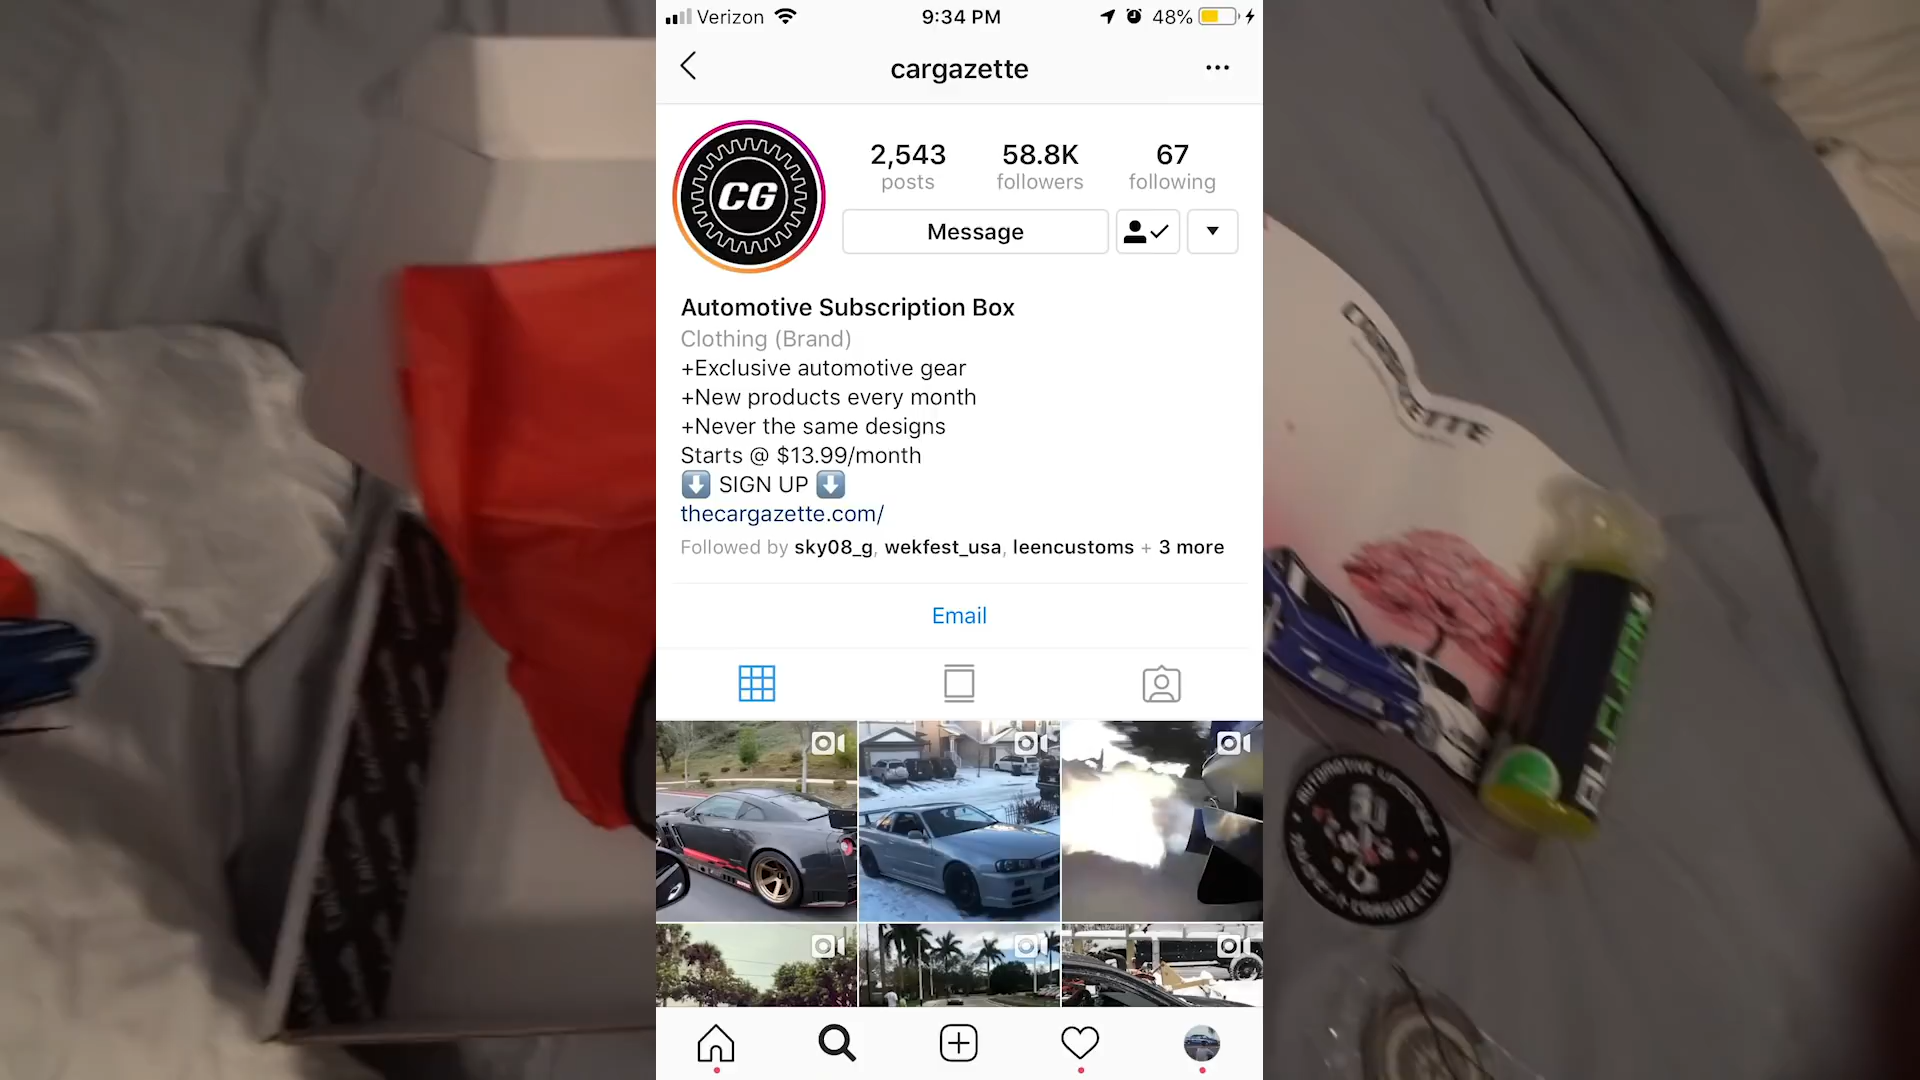 Verizon 9:34 PM 48%
cargazette
2,543 58.8K 67
posts followers following
CG
Message
Automotive Subscription Box
Clothing (Brand)
+Exclusive automotive gear
+New products every month
+Never the same designs
Starts @ $13.99/month
SIGN UP
thecargazette.com/
Followed by sky08_g, wekfest_usa, leencustoms + 3 more
Email